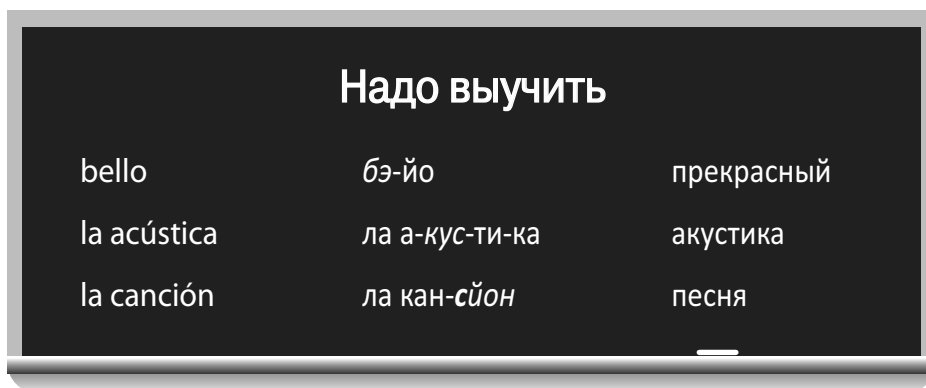 Надо выучить
bello бэ-йо прекрасный
la acústica ла а-кус-ти-ка акустика
la canción ла кан-сйон песня